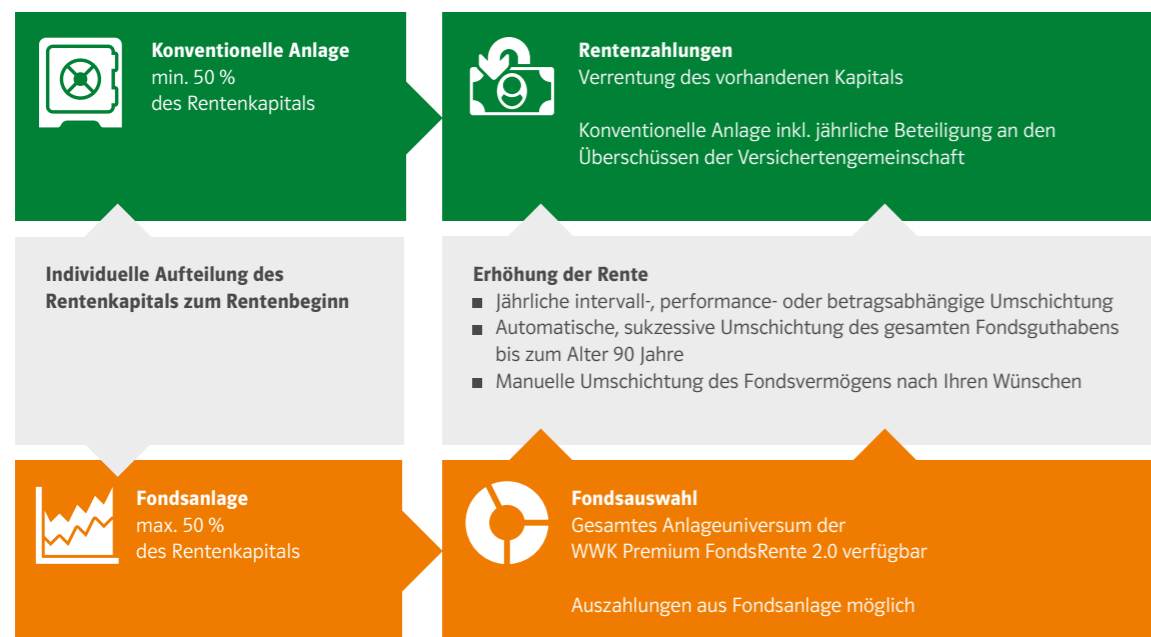 Konventionelle Anlage
min. 50 %
des Rentenkapitals
Rentenzahlungen
Verrentung des vorhandenen Kapitals
Konventionelle Anlage inkl. jährliche Beteiligung an den
Überschüssen der Versichertengemeinschaft
Individuelle Aufteilung des
Rentenkapitals zum Rentenbeginn
Erhöhung der Rente
■ Jährliche intervall-, performance- oder betragsabhängige Umschichtung
■ Automatische, sukzessive Umschichtung des gesamten Fondsguthabens
bis zum Alter 90 Jahre
■ Manuelle Umschichtung des Fondsvermögens nach Ihren Wünschen
Fondsanlage
max. 50 %
des Rentenkapitals
Fondsauswahl
Gesamtes Anlageuniversum der
WWK Premium FondsRente 2.0 verfügbar
Auszahlungen aus Fondsanlage möglich